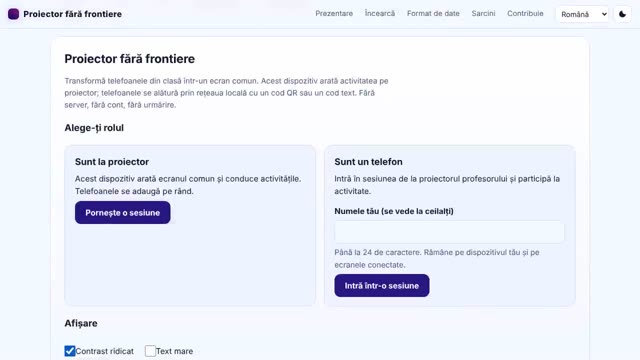 Proiector fără frontiere
Prezentare
Încearcă
Format de date
Sarcini
Contribuie
Română
Proiector fără frontiere
Transformă telefoanele din clasă într-un ecran comun. Acest dispozitiv arată activitatea pe
proiector; telefoanele se alătură prin rețeaua locală cu un cod QR sau un cod text. Fără
server, fără cont, fără urmărire.
Alege-ți rolul
Sunt la proiector
Acest dispozitiv arată ecranul comun și conduce activitățile.
Telefoanele se adaugă pe rând.
Pornește o sesiune
Sunt un telefon
Intră în sesiunea de la proiectorul profesorului și participă la
activitate.
Numele tău (se vede la ceilalți)
Până la 24 de caractere. Rămâne pe dispozitivul tău și pe
ecranele conectate.
Intră într-o sesiune
Afișare
Contrast ridicat
Text mare